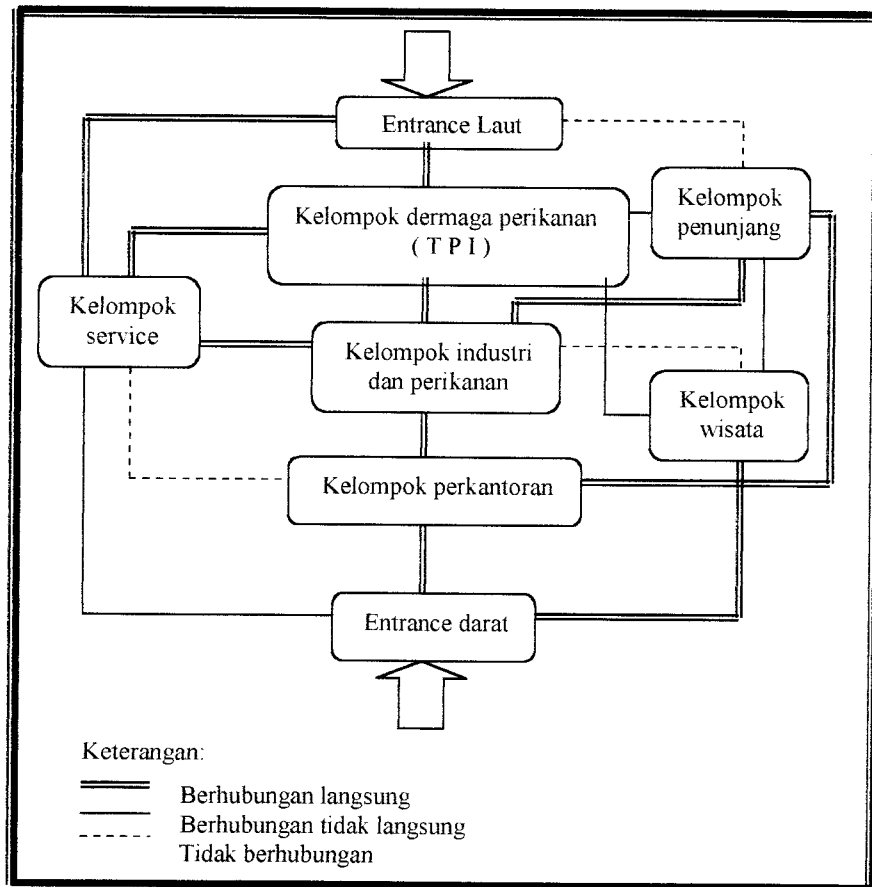 Entrance Laut
Kelompok dermaga perikanan
( T P I )
Kelompok
penunjang
Kelompok
service
Kelompok industri
dan perikanan
Kelompok
wisata
Kelompok perkantoran
Entrance darat
Keterangan:
Berhubungan langsung
Berhubungan tidak langsung
Tidak berhubungan